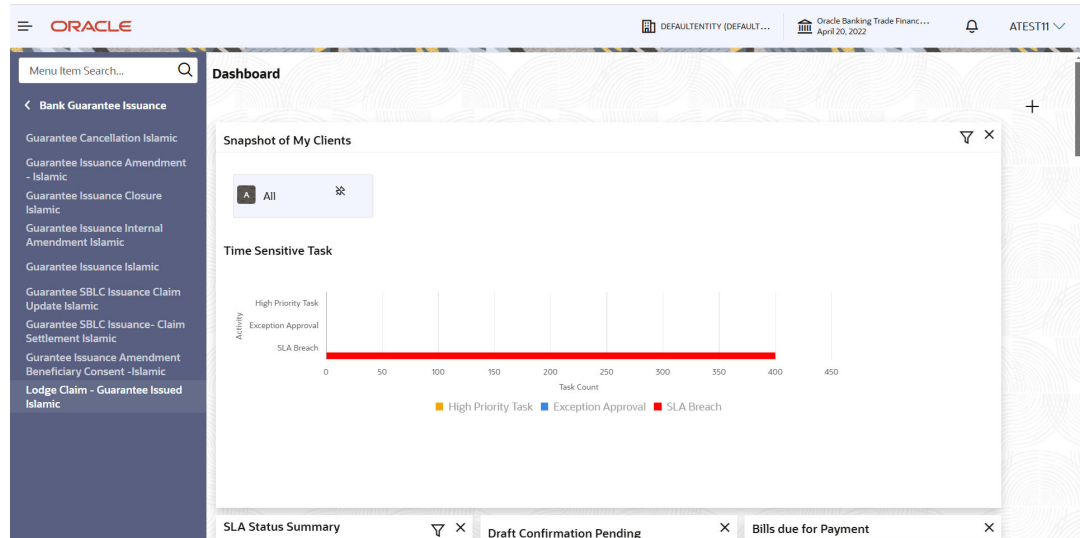 ORACLE
DEFAULTENTITY (DEFAULT...
Oracle Banking Trade Financ...
April 20, 2022
ATEST11
Menu Item Search...
Bank Guarantee Issuance
Guarantee Cancellation Islamic
Guarantee Issuance Amendment
- Islamic
Guarantee Issuance Closure
Islamic
Guarantee Issuance Internal
Amendment Islamic
Guarantee Issuance Islamic
Guarantee SBLC Issuance Claim
Update Islamic
Guarantee SBLC Issuance- Claim
Settlement Islamic
Gurantee Issuance Amendment
Beneficiary Consent -Islamic
Lodge Claim - Guarantee Issued
Islamic
Dashboard
Snapshot of My Clients
A All
Time Sensitive Task
Activity
High Priority Task
Exception Approval
SLA Breach
0 50 100 150 200 250 300 350 400 450
Task Count
High Priority Task Exception Approval SLA Breach
SLA Status Summary
Draft Confirmation Pending
Bills due for Payment